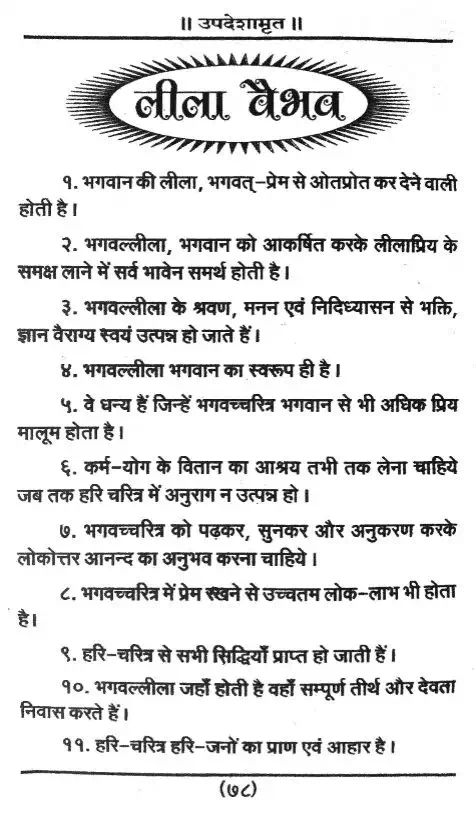 ॥ उपदेशामृत ॥
लीला वैभव
१. भगवान की लीला, भगवत्-प्रेम से ओतप्रोत कर देने वाली
होती है।
२. भगवल्लीला, भगवान को आकर्षित करके लीलाप्रिय के
समक्ष लाने में सर्व भावेन समर्थ होती है।
३. भगवल्लीला के श्रवण, मनन एवं निदिध्यासन से भक्ति,
ज्ञान वैराग्य स्वयं उत्पन्न हो जाते हैं।
४. भगवल्लीला भगवान का स्वरूप ही है।
५. वे धन्य हैं जिन्हें भगवच्चरित्र भगवान से भी अधिक प्रिय
मालूम होता है।
६. कर्म-योग के वितान का आश्रय तभी तक लेना चाहिये
जब तक हरि चरित्र में अनुराग न उत्पन्न हो।
७. भगवच्चरित्र को पढ़कर, सुनकर और अनुकरण करके
लोकोत्तर आनन्द का अनुभव करना चाहिये।
८. भगवच्चरित्र में प्रेम रखने से उच्चतम लोक-लाभ भी होता
है।
९. हरि-चरित्र से सभी सिद्धियाँ प्राप्त हो जाती हैं।
१०. भगवल्लीला जहाँ होती है वहाँ सम्पूर्ण तीर्थ और देवता
निवास करते हैं।
११. हरि-चरित्र हरि-जनों का प्राण एवं आहार है।
(७८)